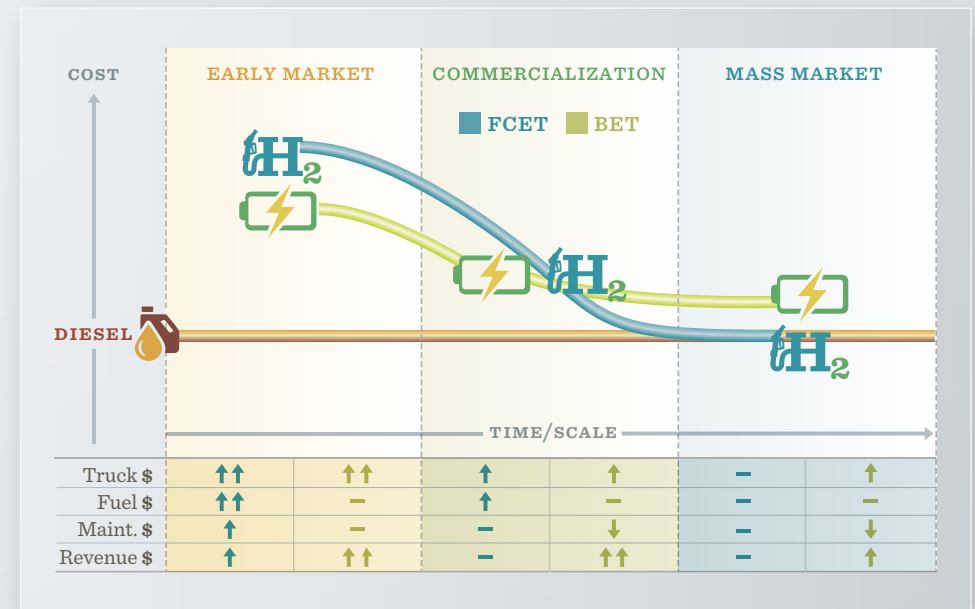 COST
EARLY MARKET
COMMERCIALIZATION
MASS MARKET
FCET
BET
H2
H2
DIESEL
H2
TIME/SCALE
Truck $
Fuel $
Maint. $
Revenue $